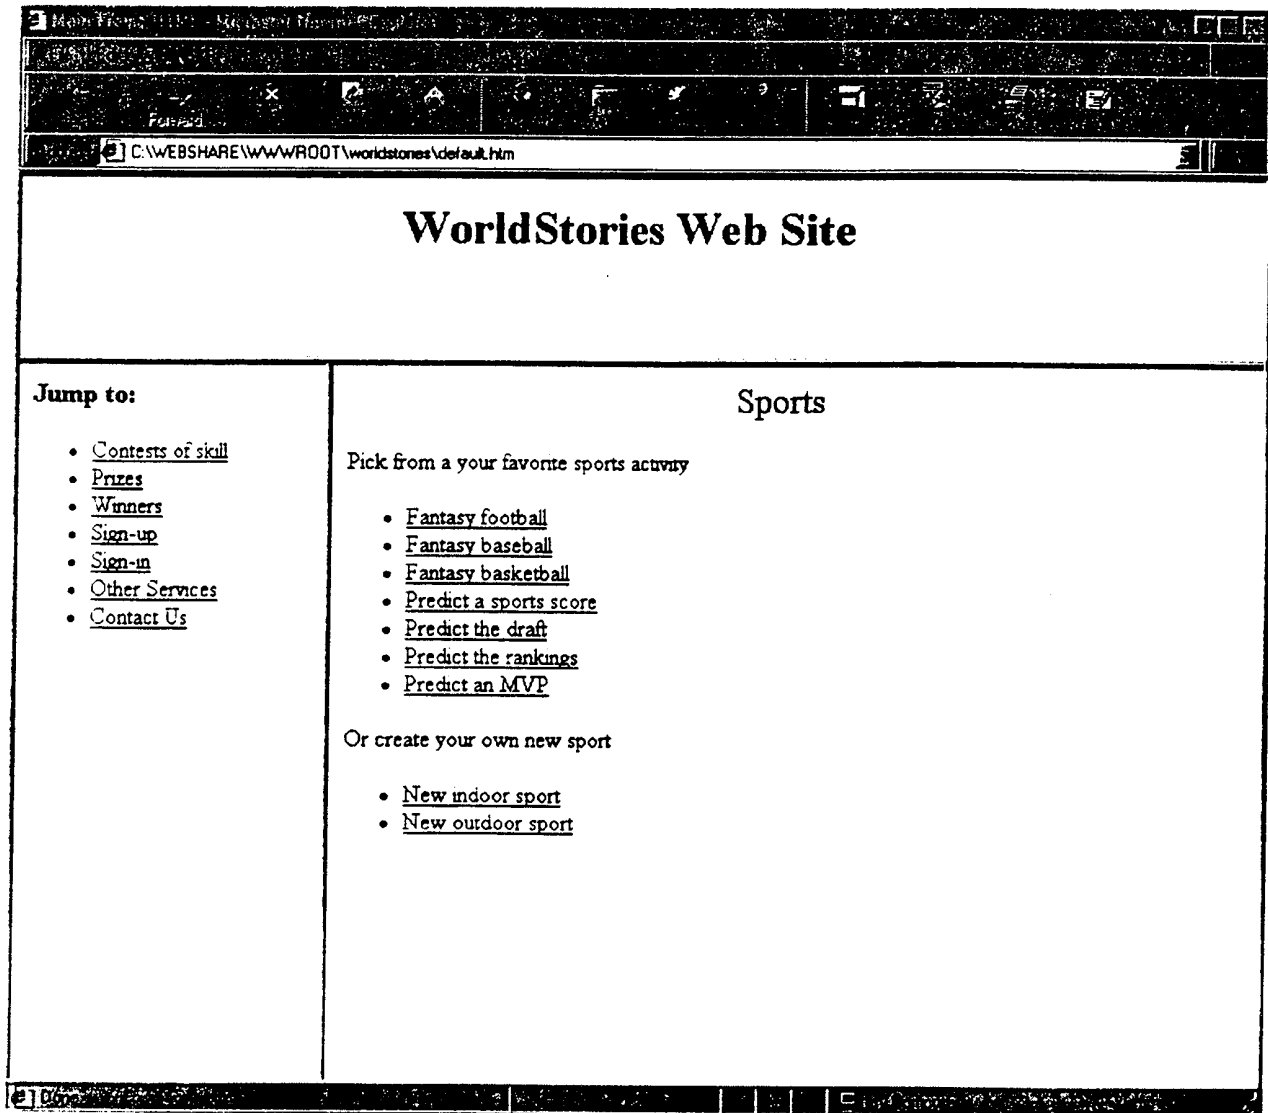 Forward
C:\WEBSHARE\WWWROOT\worldstories\default.htm
WorldStories Web Site
Jump to:
Contests of skill
Prizes
Winners
Sign-up
Sign-in
Other Services
Contact Us
Sports
Pick from a your favorite sports activity
Fantasy football
Fantasy baseball
Fantasy basketball
Predict a sports score
Predict the draft
Predict the rankings
Predict an MVP
Or create your own new sport
New indoor sport
New outdoor sport